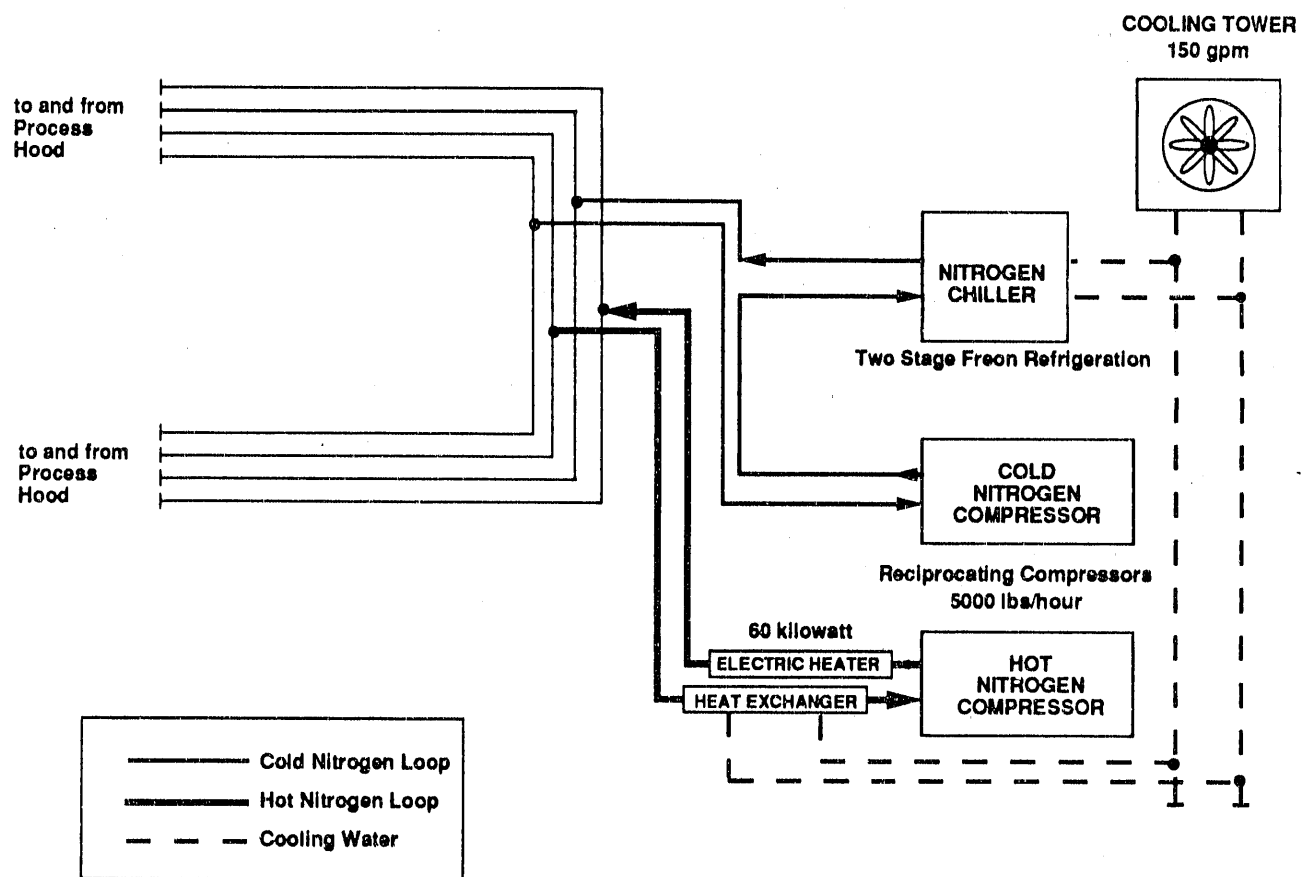 COOLING TOWER
150 gpm
to and from
Process
Hood
NITROGEN
CHILLER
Two Stage Freon Refrigeration
to and from
Process
Hood
COLD
NITROGEN
COMPRESSOR
Reciprocating Compressors
5000 lbs/hour
60 kilowatt
ELECTRIC HEATER
HEAT EXCHANGER
HOT
NITROGEN
COMPRESSOR
Cold Nitrogen Loop
Hot Nitrogen Loop
Cooling Water